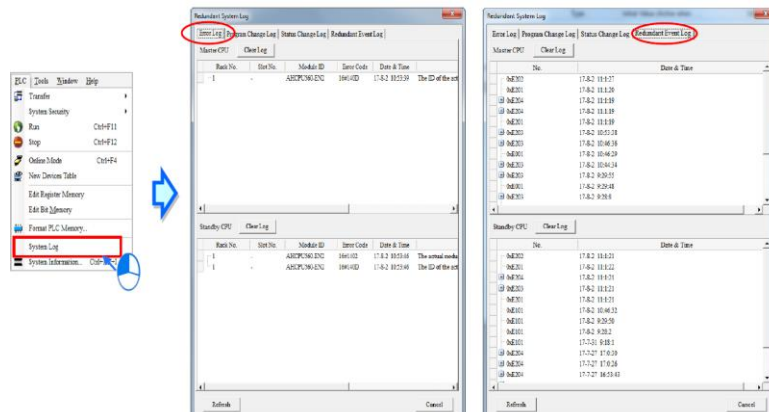 PLC Tools Window Help
Transfer
System Security
Run Ctrl+F11
Stop Ctrl+F12
Online Mode Ctrl+F4
New Devices Table
Edit Register Memory
Edit Bit Memory
Format PLC Memory...
System Log
System Information...
Redundant System Log
Error Log Program Change Log Status Change Log Redundant Event Log
Master CPU Clear Log
Rack No. Slot No. Module ID Error Code Date & Time
1 - AHCPU560-EN2 16#140D 17-8-2 10:53:39 The ID of the act
Standby CPU Clear Log
Rack No. Slot No. Module ID Error Code Date & Time
1 - AHCPU560-EN2 16#1402 17-8-2 10:53:46 The actual modu
1 - AHCPU560-EN2 16#140D 17-8-2 10:53:46 The ID of the act
Refresh Cancel
Redundant System Log
Error Log Program Change Log Status Change Log Redundant Event Log
Master CPU Clear Log
No. Date & Time
0xE202 17-8-2 11:1:27
0xE201 17-8-2 11:1:20
0xE204 17-8-2 11:1:19
0xE204 17-8-2 11:1:19
0xE201 17-8-2 11:1:19
0xE203 17-8-2 10:53:38
0xE203 17-8-2 10:46:36
0xE001 17-8-2 10:46:29
0xE203 17-8-2 10:44:34
0xE203 17-8-2 9:29:55
0xE001 17-8-2 9:29:48
0xE203 17-8-2 9:28:6
Standby CPU Clear Log
No. Date & Time
0xE202 17-8-2 11:1:21
0xE201 17-8-2 11:1:22
0xE204 17-8-2 11:1:21
0xE203 17-8-2 11:1:21
0xE201 17-8-2 11:1:21
0xE101 17-8-2 10:46:32
0xE101 17-8-2 9:29:50
0xE101 17-8-2 9:28:2
0xE101 17-7-31 9:18:1
0xE204 17-7-27 17:0:30
0xE204 17-7-27 17:0:26
0xE204 17-7-27 16:58:43
Refresh Cancel